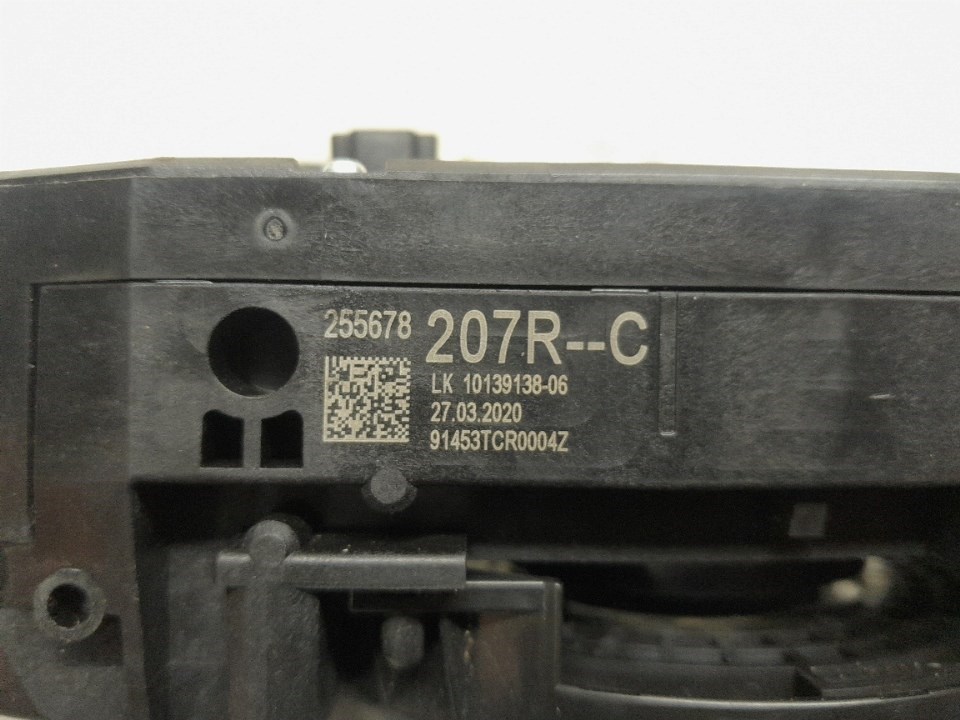 255678 207R--C
LK 10139138-06
27.03.2020
91453TCR0004Z